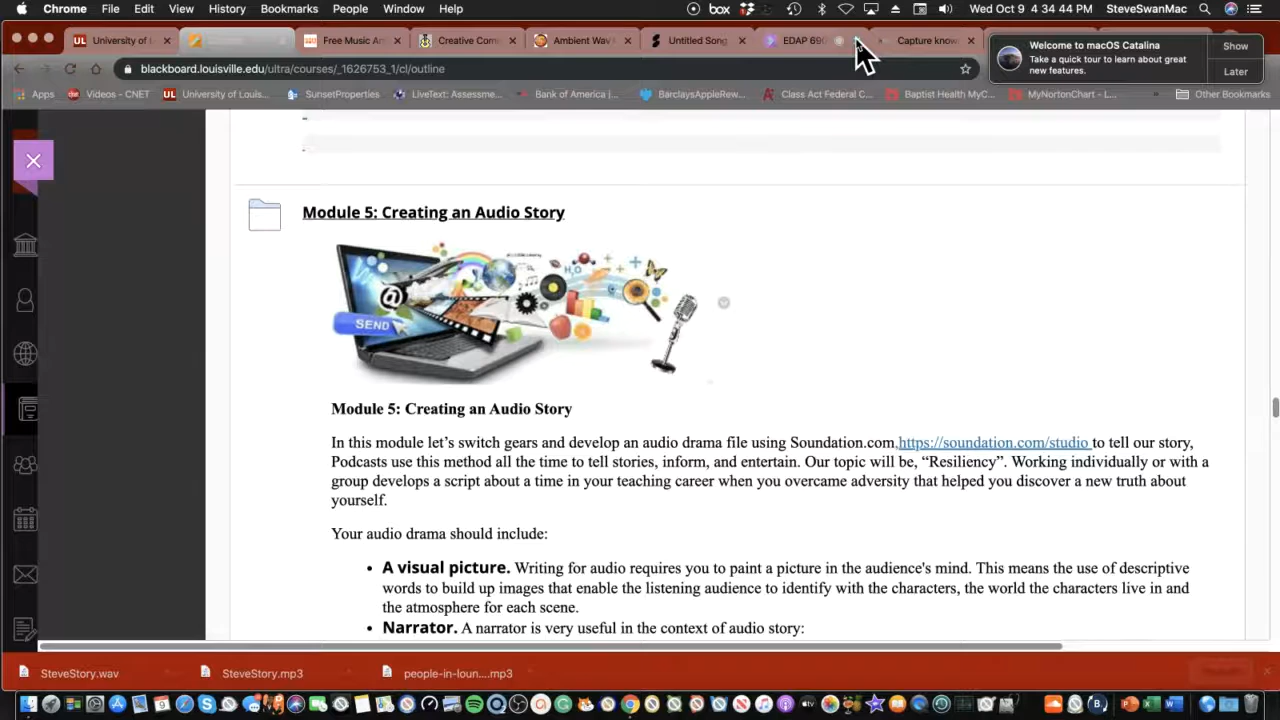 Chrome File Edit View History Bookmarks People Window Help
box Wed Oct 9 4:34:44 PM SteveSwanMac
University of Free Music Ar Creative Com Ambient Wav Untitled Song EDAP 690 Capture know
Welcome to macOS Catalina
Take a quick tour to learn about great
new features.
Show
Later
blackboard.louisville.edu/ultra/courses/_1626753_1/cl/outline
Apps Videos - CNET University of Louis... SunsetProperties LiveText: Assessme... Bank of America |... BarclaysAppleRew... Class Act Federal C... Baptist Health MyC... MyNortonChart - L... » Other Bookmarks
Module 5: Creating an Audio Story
SEND
@
H₂O
Module 5: Creating an Audio Story
In this module let’s switch gears and develop an audio drama file using Soundation.com,https://soundation.com/studio to tell our story,
Podcasts use this method all the time to tell stories, inform, and entertain. Our topic will be, “Resiliency”. Working individually or with a
group develops a script about a time in your teaching career when you overcame adversity that helped you discover a new truth about
yourself.
Your audio drama should include:
• A visual picture. Writing for audio requires you to paint a picture in the audience's mind. This means the use of descriptive
words to build up images that enable the listening audience to identify with the characters, the world the characters live in and
the atmosphere for each scene.
• Narrator. A narrator is very useful in the context of audio story:
SteveStory.wav SteveStory.mp3 people-in-loun....mp3